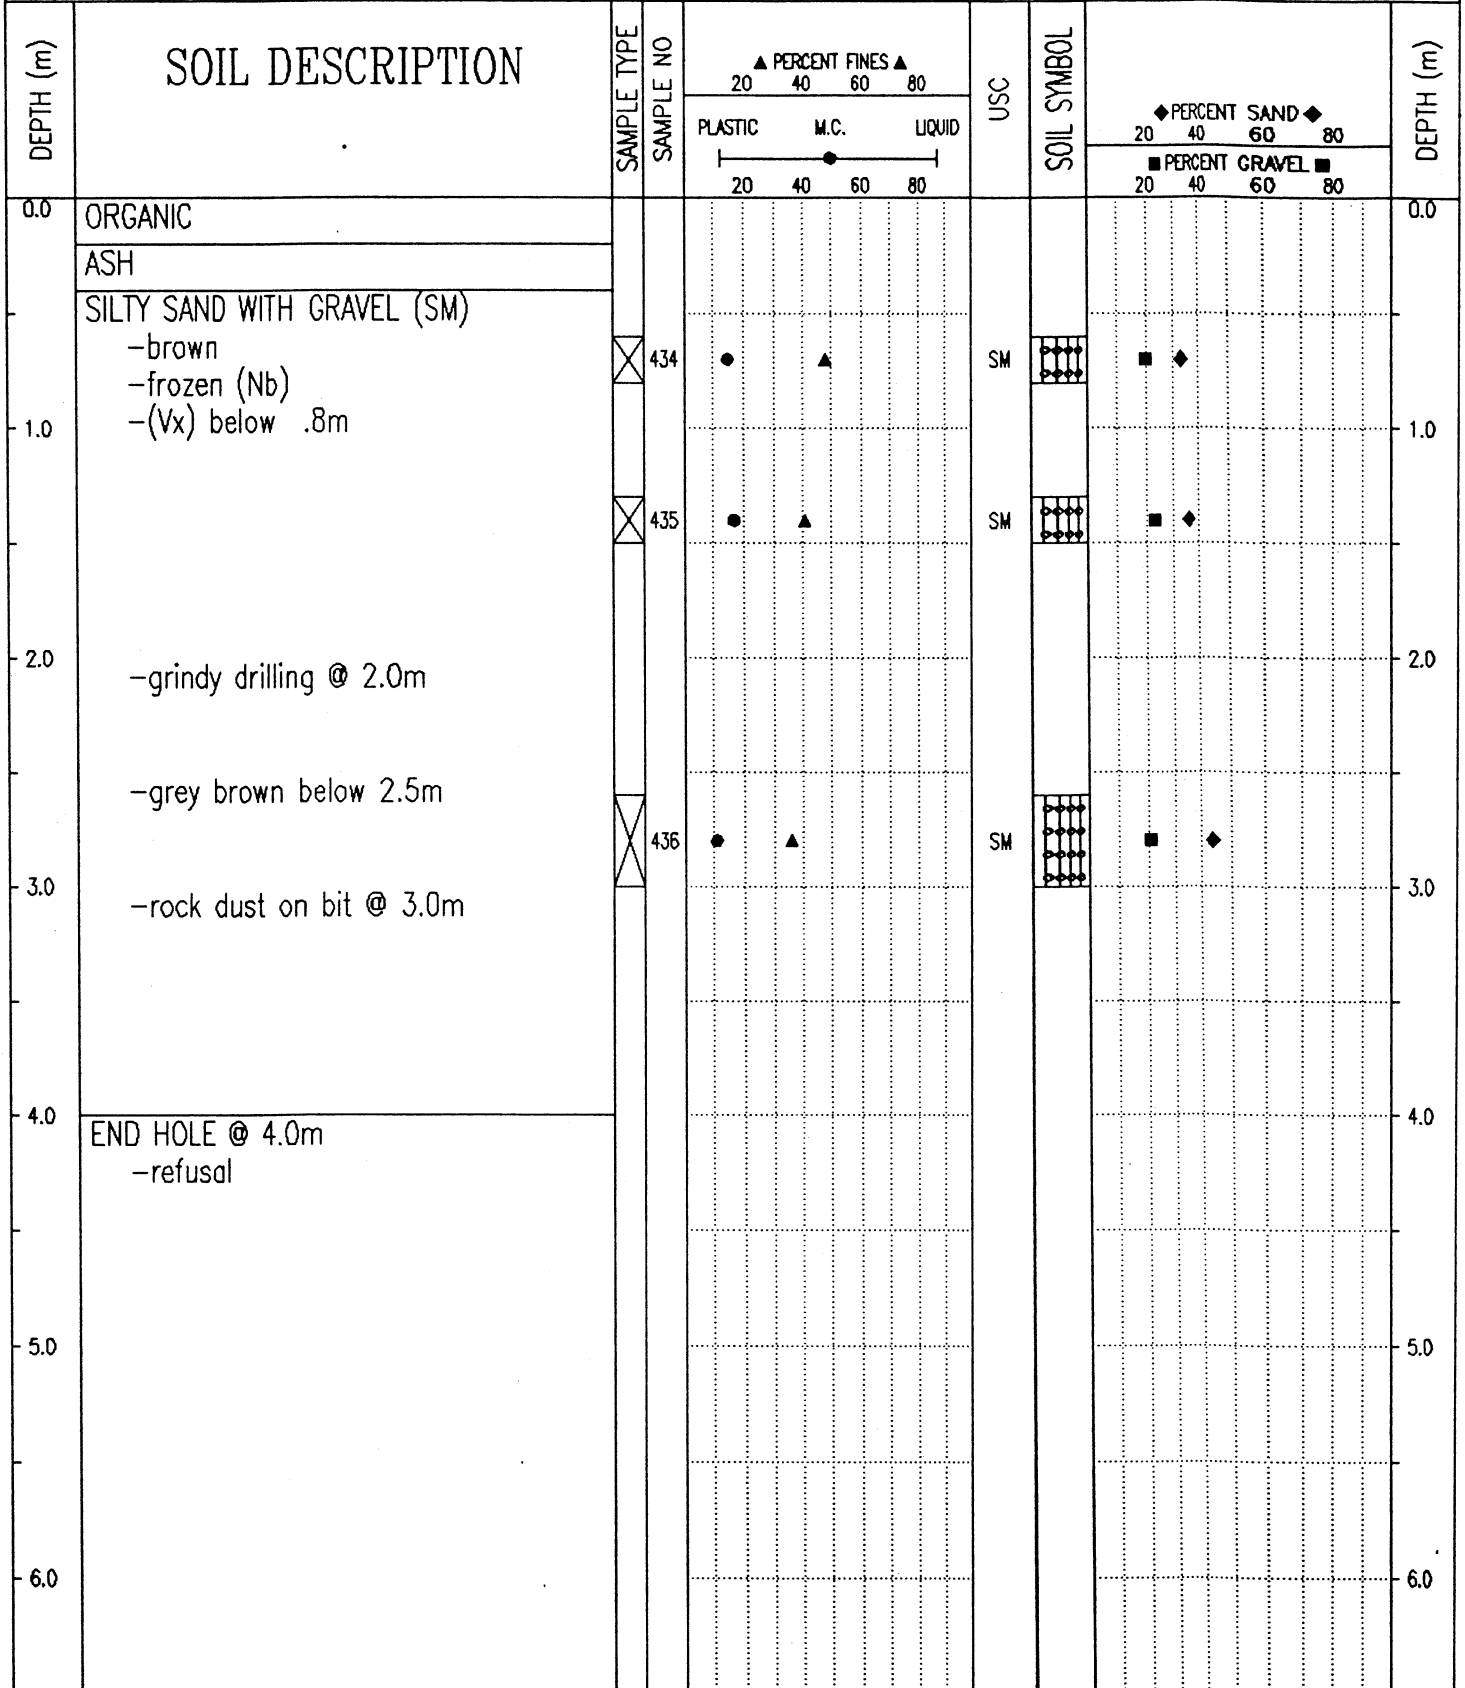 DEPTH (m)
SOIL DESCRIPTION
SAMPLE TYPE
SAMPLE NO
▲ PERCENT FINES ▲
20 40 60 80
PLASTIC M.C. LIQUID
20 40 60 80
USC
SOIL SYMBOL
◆PERCENT SAND◆
20 40 60 80
■PERCENT GRAVEL■
20 40 60 80
DEPTH (m)
0.0 0.0
ORGANIC
ASH
SILTY SAND WITH GRAVEL (SM)
-brown
434 SM
-frozen (Nb)
-(Vx) below .8m
1.0 1.0
435 SM
2.0 2.0
-grindy drilling @ 2.0m
-grey brown below 2.5m
436 SM
3.0 3.0
-rock dust on bit @ 3.0m
4.0 4.0
END HOLE @ 4.0m
-refusal
5.0 5.0
6.0 6.0